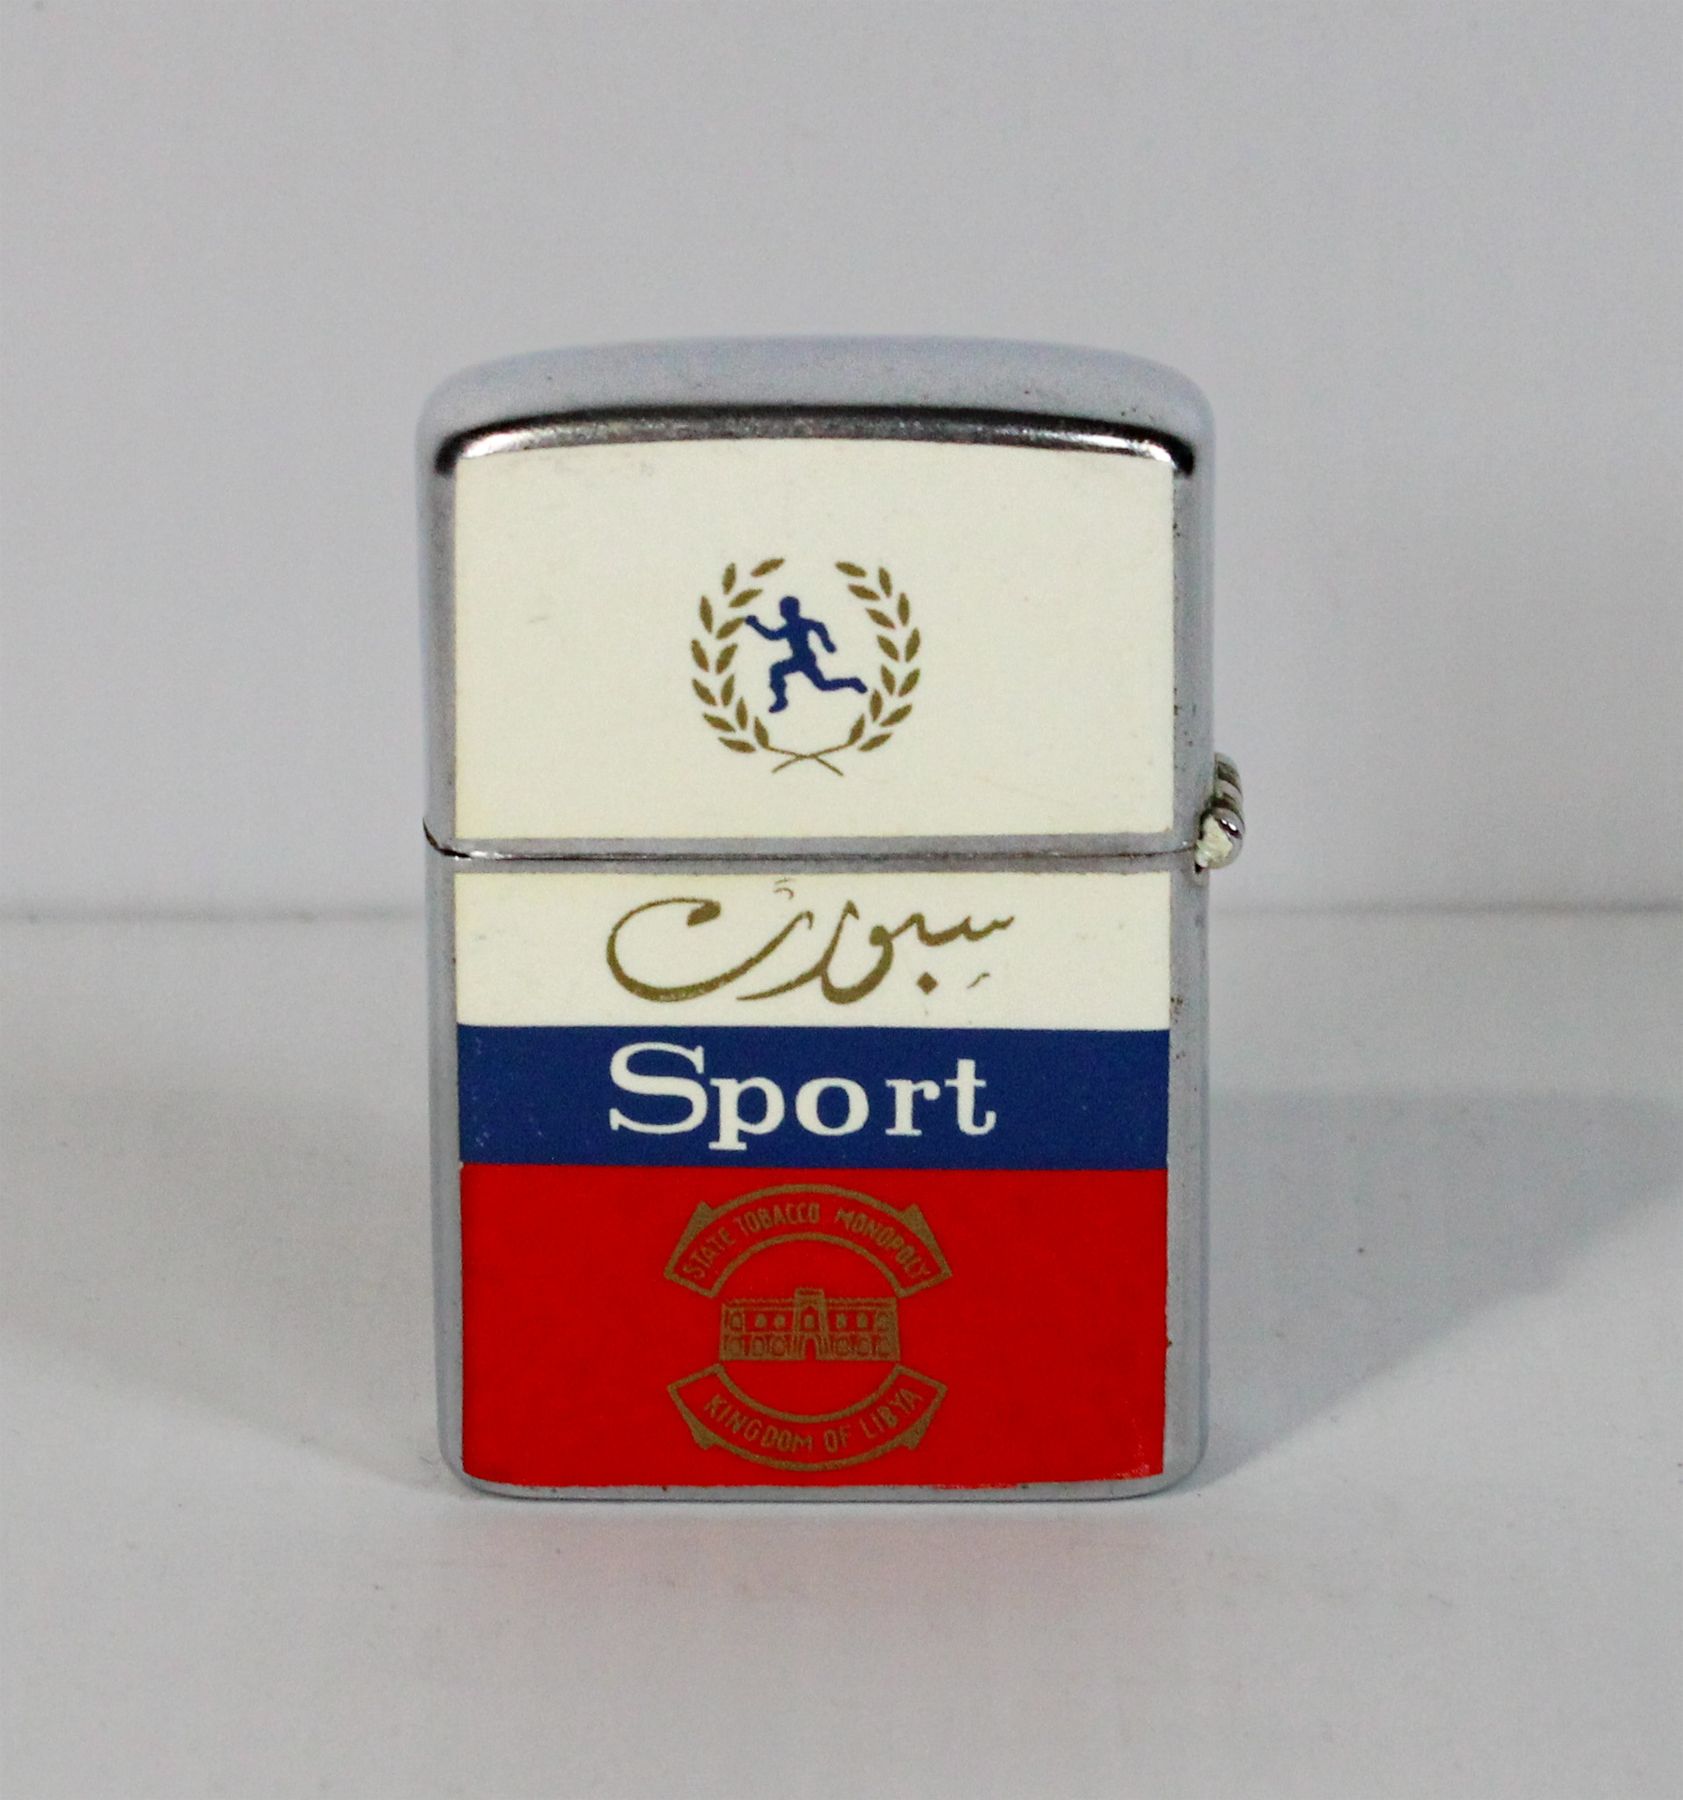 سبورت
Sport
STATE TOBACCO MONOPOLY
KINGDOM OF LIBYA